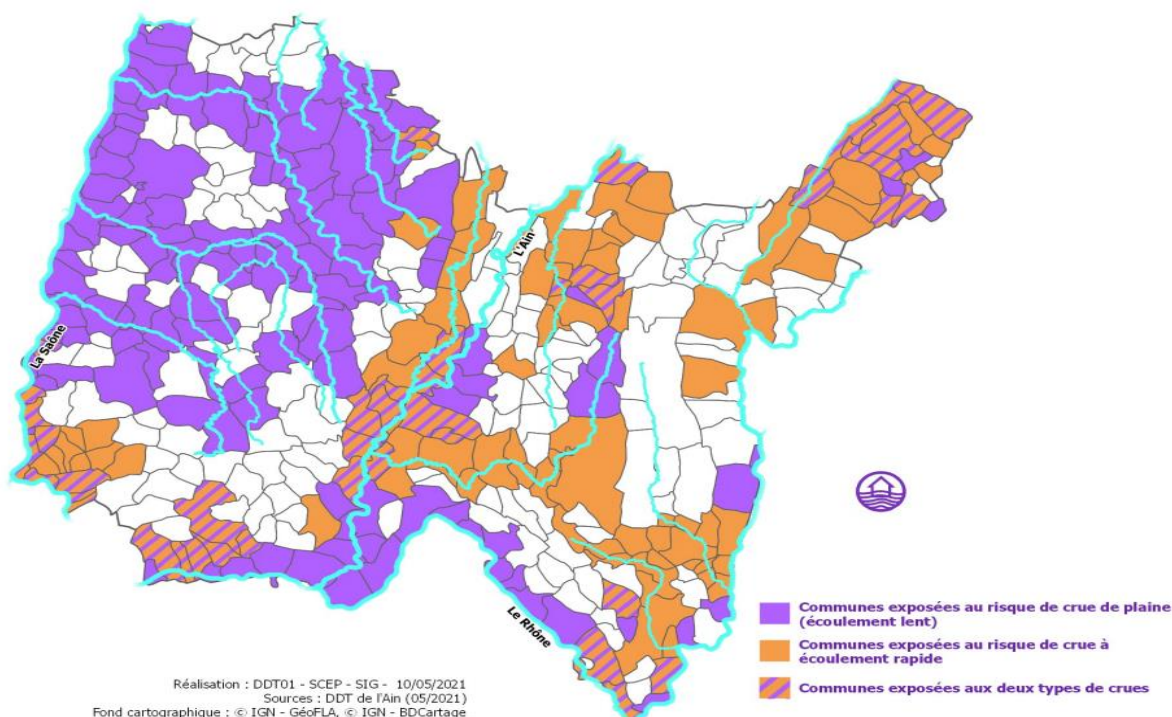 L'Ain
La Saône
Le Rhône
Communes exposées au risque de crue de plaine
(écoulement lent)
Communes exposées au risque de crue à
écoulement rapide
Communes exposées aux deux types de crues
Réalisation : DDT01 - SCEP - SIG - 10/05/2021
Sources : DDT de l'Ain (05/2021)
Fond cartographique : © IGN - GéoFLA, © IGN - BDCartage